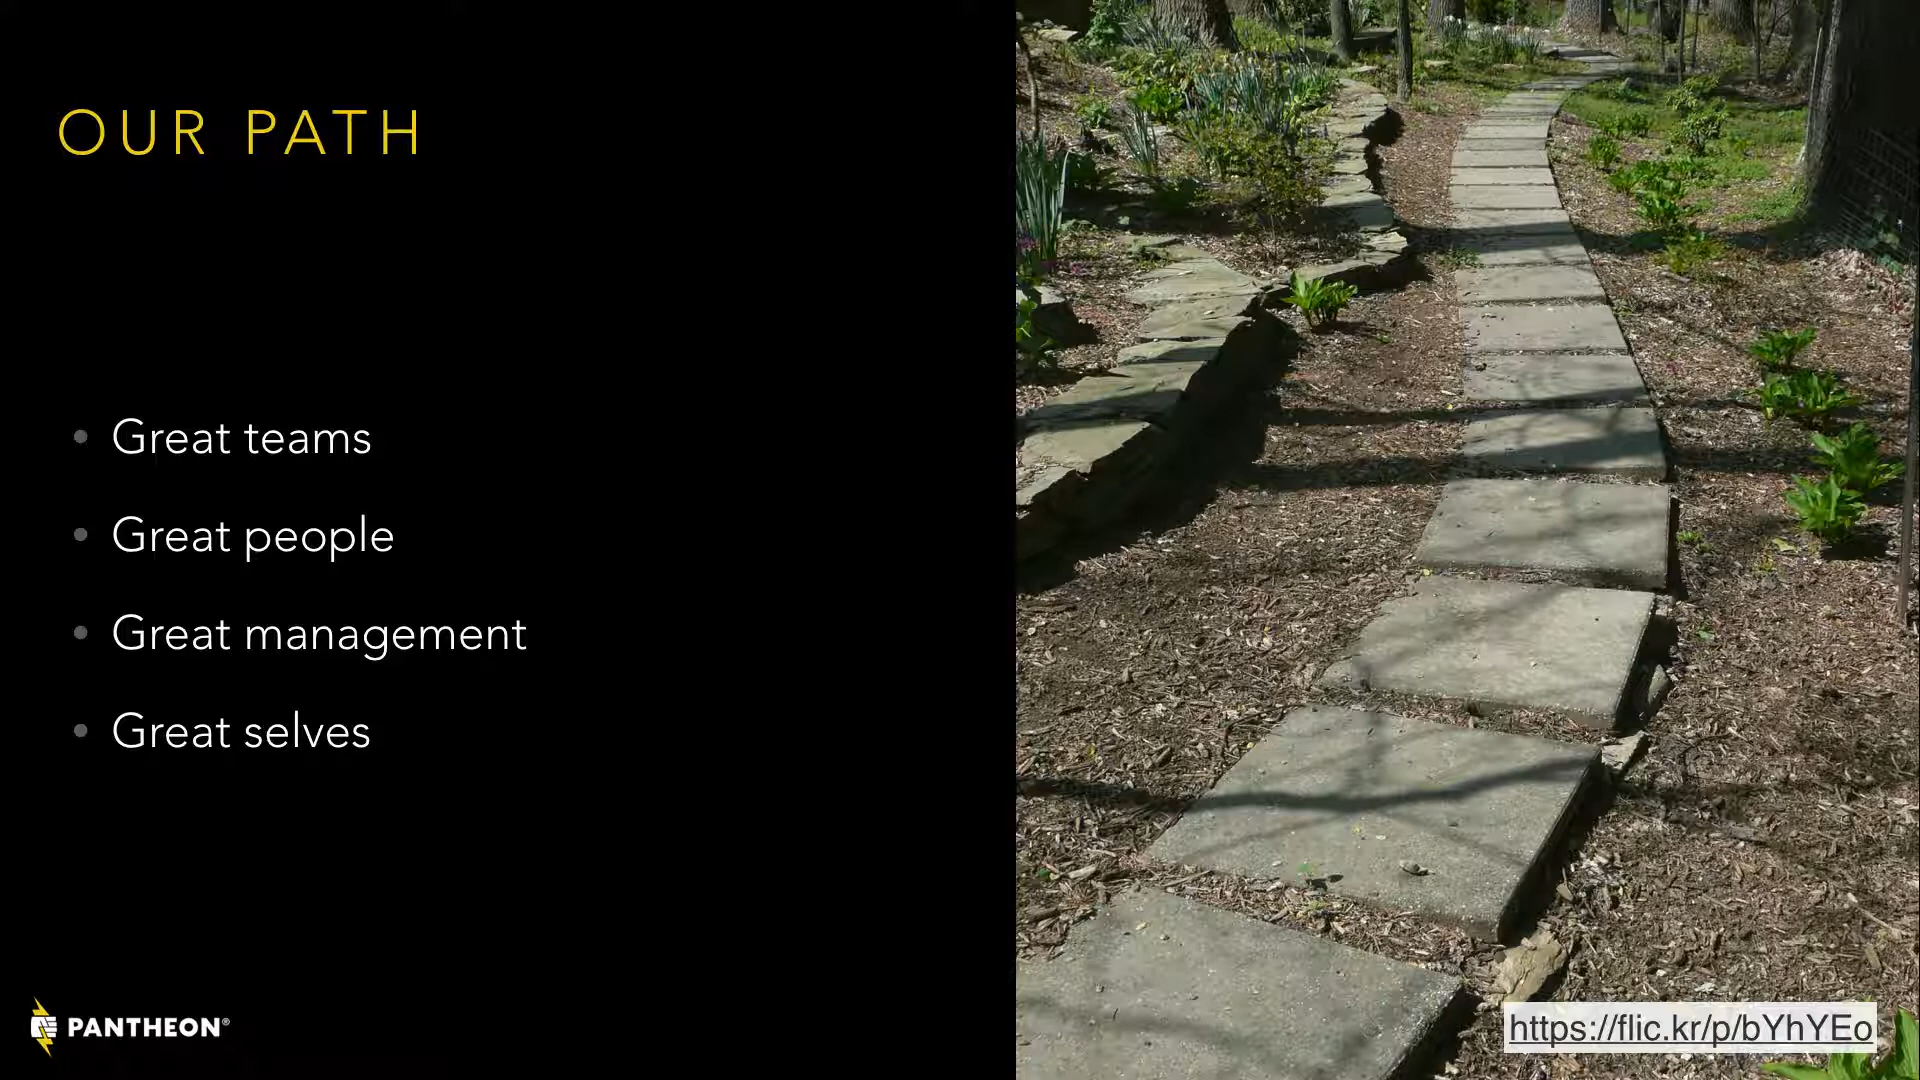 OUR PATH
• Great teams
• Great people
• Great management
• Great selves
PANTHEON®
https://flic.kr/p/bYhYEo